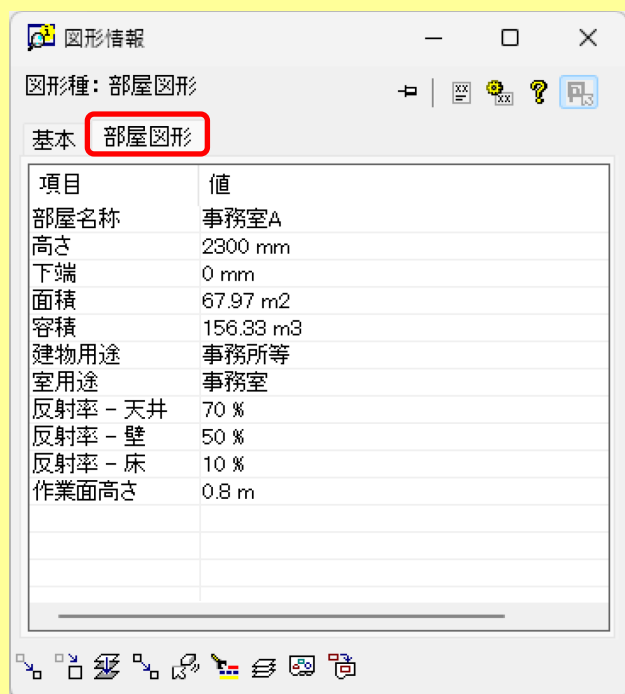 図形情報
図形種: 部屋図形
基本 部屋図形
項目 値
部屋名称 事務室A
高さ 2300 mm
下端 0 mm
面積 67.97 m2
容積 156.33 m3
建物用途 事務所等
室用途 事務室
反射率 - 天井 70 %
反射率 - 壁 50 %
反射率 - 床 10 %
作業面高さ 0.8 m